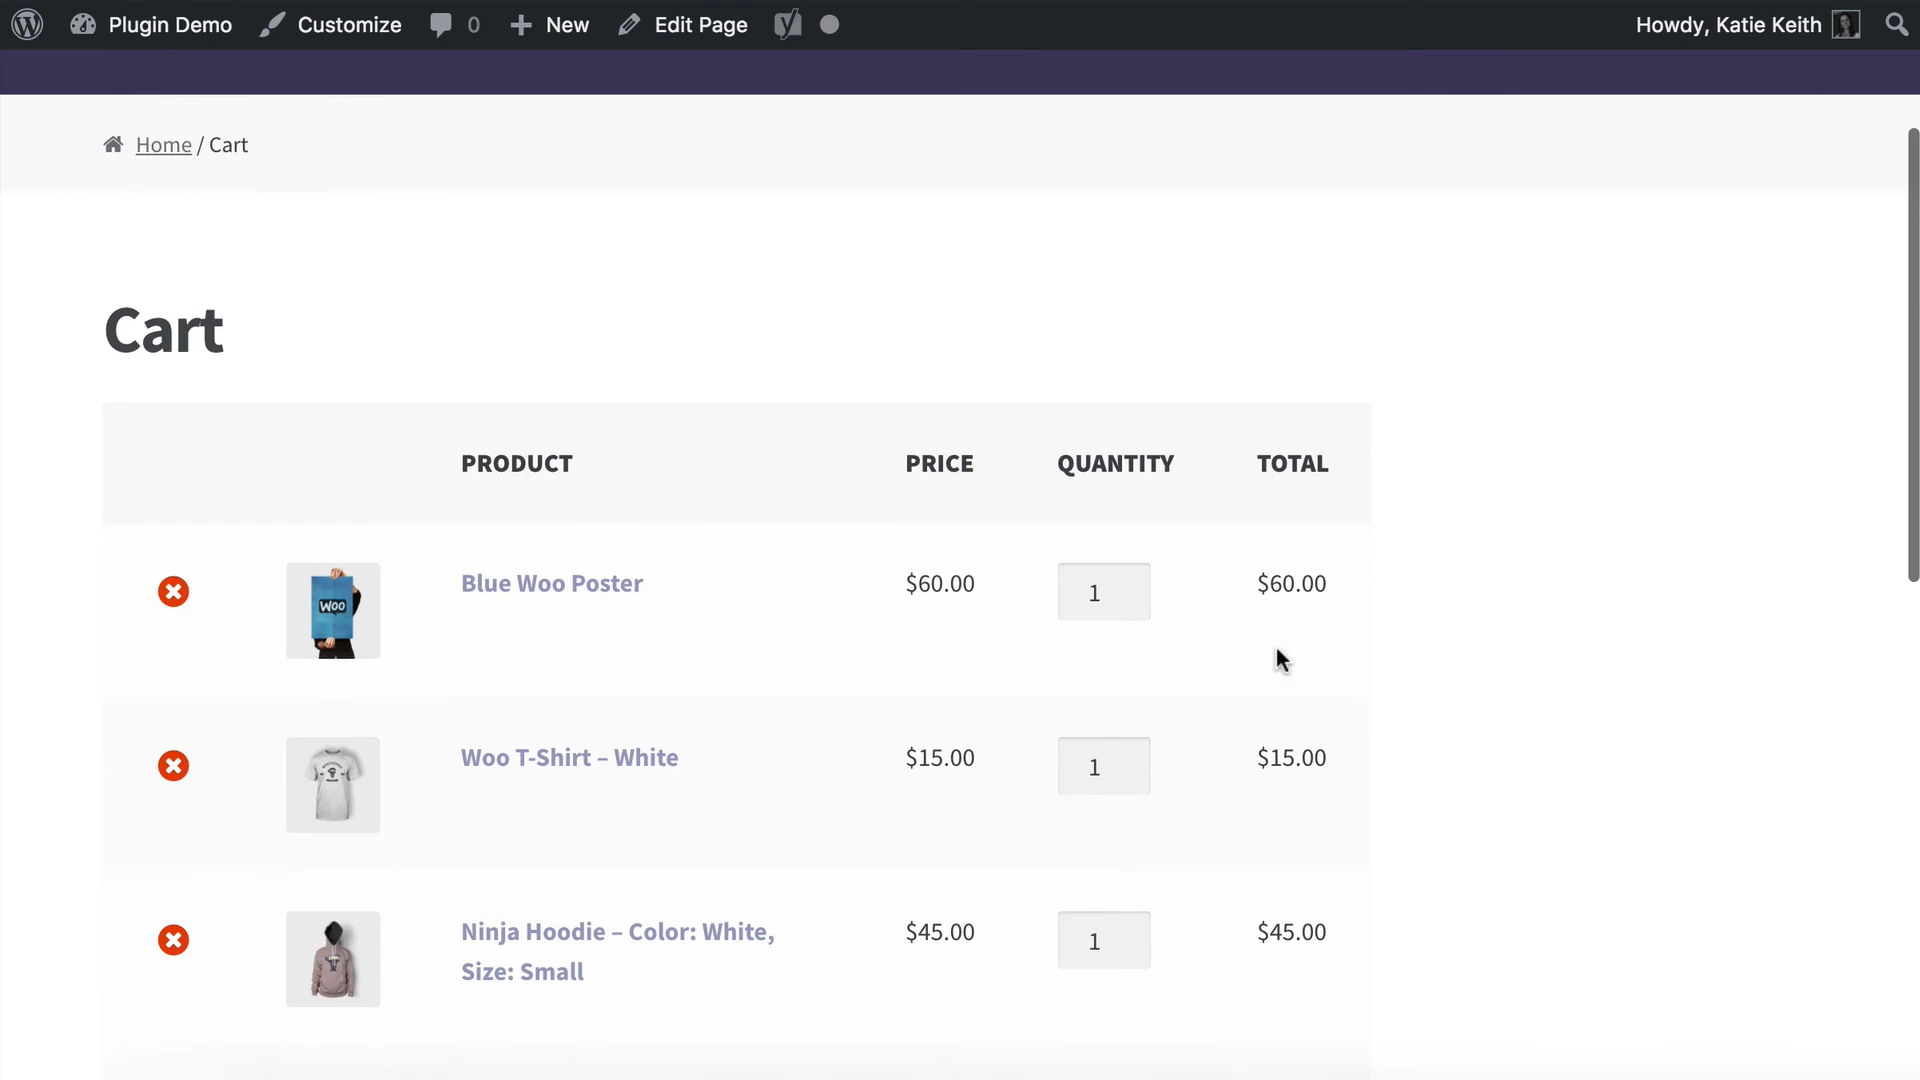 Plugin Demo Customize 0 New Edit Page Howdy, Katie Keith
Home / Cart
Cart
PRODUCT PRICE QUANTITY TOTAL
Blue Woo Poster $60.00 1 $60.00
WOO
Woo T-Shirt – White $15.00 1 $15.00
Ninja Hoodie – Color: White, $45.00 1 $45.00
Size: Small